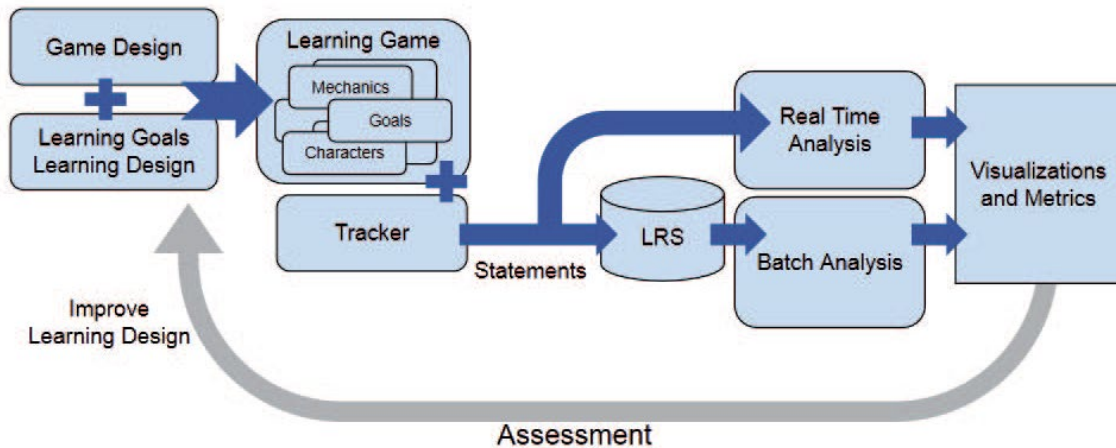 Game Design
Learning Goals
Learning Design
Learning Game
Mechanics
Goals
Characters
Tracker
Statements
LRS
Real Time
Analysis
Batch Analysis
Visualizations
and Metrics
Improve
Learning Design
Assessment